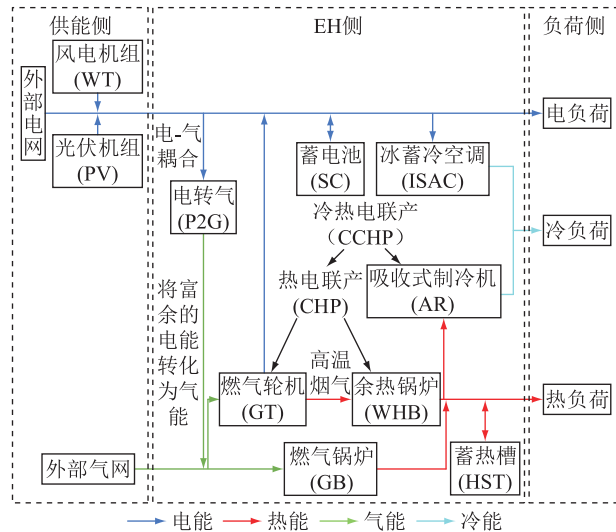 供能侧
EH侧
负荷侧
风电机组
(WT)
外部电网
光伏机组
(PV)
电-气
耦合
蓄电池
(SC)
冰蓄冷空调
(ISAC)
电负荷
电转气
(P2G)
冷热电联产
（CCHP)
冷负荷
热电联产
(CHP)
吸收式制冷机
(AR)
将富
余的
电能
转化
为气
能
燃气轮机
(GT)
高温
烟气
余热锅炉
(WHB)
热负荷
外部气网
燃气锅炉
(GB)
蓄热槽
(HST)
电能
热能
气能
冷能